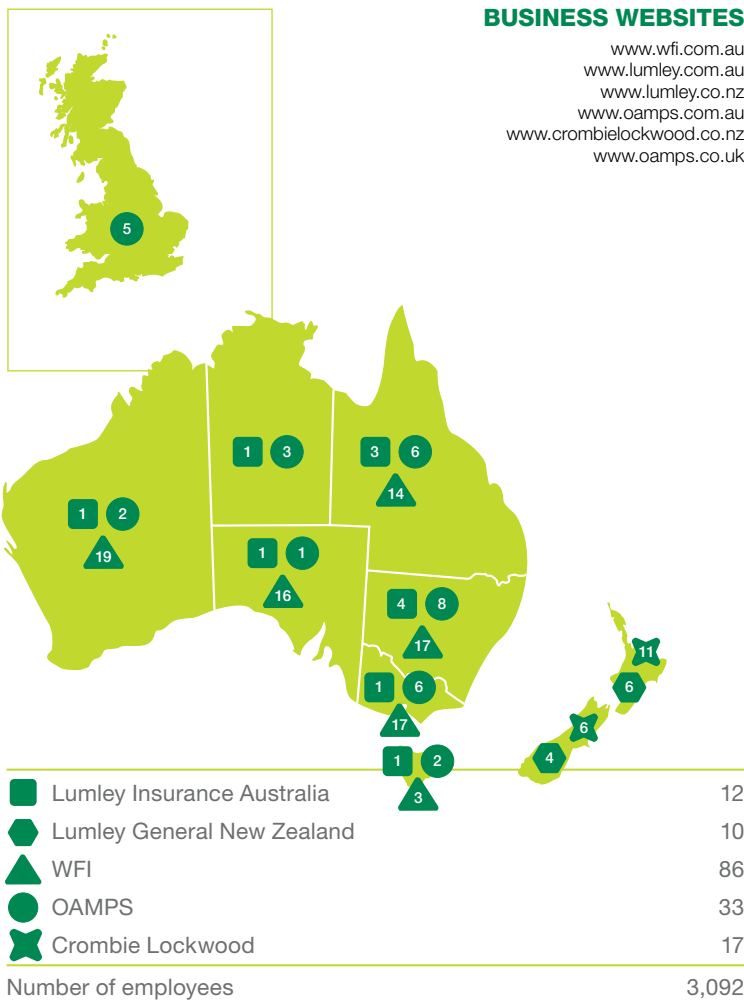 BUSINESS WEBSITES
www.wfi.com.au
www.lumley.com.au
www.lumley.co.nz
www.oamps.com.au
www.crombielockwood.co.nz
www.oamps.co.uk
5
1 3
3 6
14
1 2
19
1 1
16
4 8
17
11
1 6
6
17
6
4
1 2
3
Lumley Insurance Australia 12
Lumley General New Zealand 10
WFI 86
OAMPS 33
Crombie Lockwood 17
Number of employees 3,092